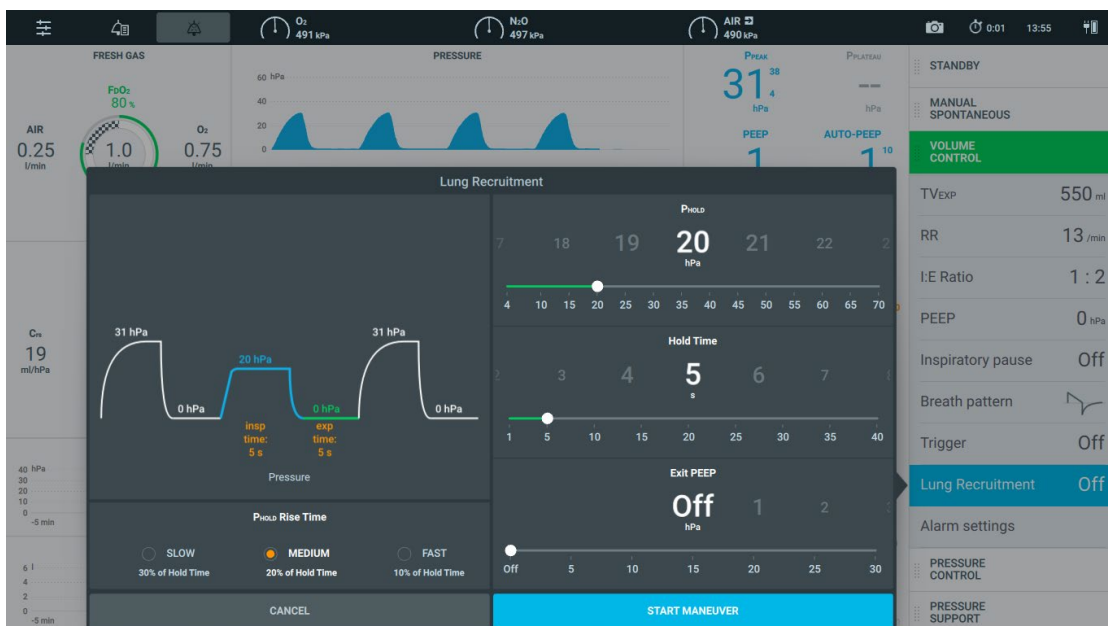 O₂
491 kPa
N₂O
497 kPa
AIR
490 kPa
0:01
13:55
FRESH GAS
FDO₂
80 %
AIR
0.25
l/min
1.0
l/min
O₂
0.75
l/min
PRESSURE
60 hPa
40
20
0
PPEAK
31
38
4
hPa
PPLATEAU
--
hPa
PEEP
1
AUTO-PEEP
1
10
CRS
19
ml/hPa
40 hPa
30
20
10
0
-5 min
6 l
4
2
0
-5 min
Lung Recruitment
31 hPa
0 hPa
20 hPa
0 hPa
31 hPa
0 hPa
insp
time:
5 s
exp
time:
5 s
Pressure
PHOLD Rise Time
SLOW
30% of Hold Time
MEDIUM
20% of Hold Time
FAST
10% of Hold Time
CANCEL
PHOLD
18 19 20 21 22
hPa
4 10 15 20 25 30 35 40 45 50 55 60 65 70
Hold Time
2 3 4 5 6 7
s
1 5 10 15 20 25 30 35 40
Exit PEEP
Off 1 2
hPa
Off 5 10 15 20 25 30
START MANEUVER
STANDBY
MANUAL
SPONTANEOUS
VOLUME
CONTROL
TVEXP 550 ml
RR 13 /min
I:E Ratio 1 : 2
PEEP 0 hPa
Inspiratory pause Off
Breath pattern
Trigger Off
Lung Recruitment Off
Alarm settings
PRESSURE
CONTROL
PRESSURE
SUPPORT